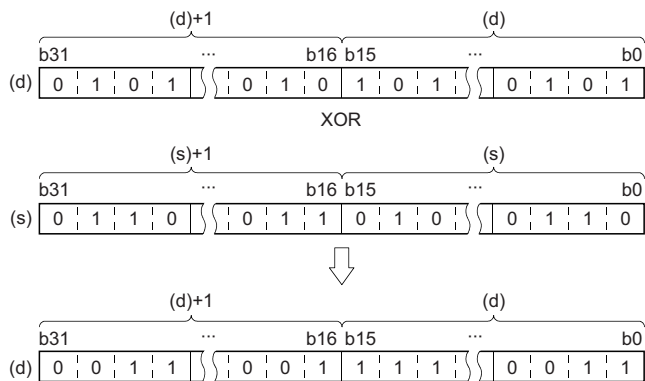 (d)+1 (d)
b31 ... b16 b15 ... b0
(d) 0 1 0 1 0 1 0 1 0 1 0 1 0 1
XOR
(s)+1 (s)
b31 ... b16 b15 ... b0
(s) 0 1 1 0 0 1 1 0 1 0 0 1 1 0
(d)+1 (d)
b31 ... b16 b15 ... b0
(d) 0 0 1 1 0 0 1 1 1 1 0 0 1 1